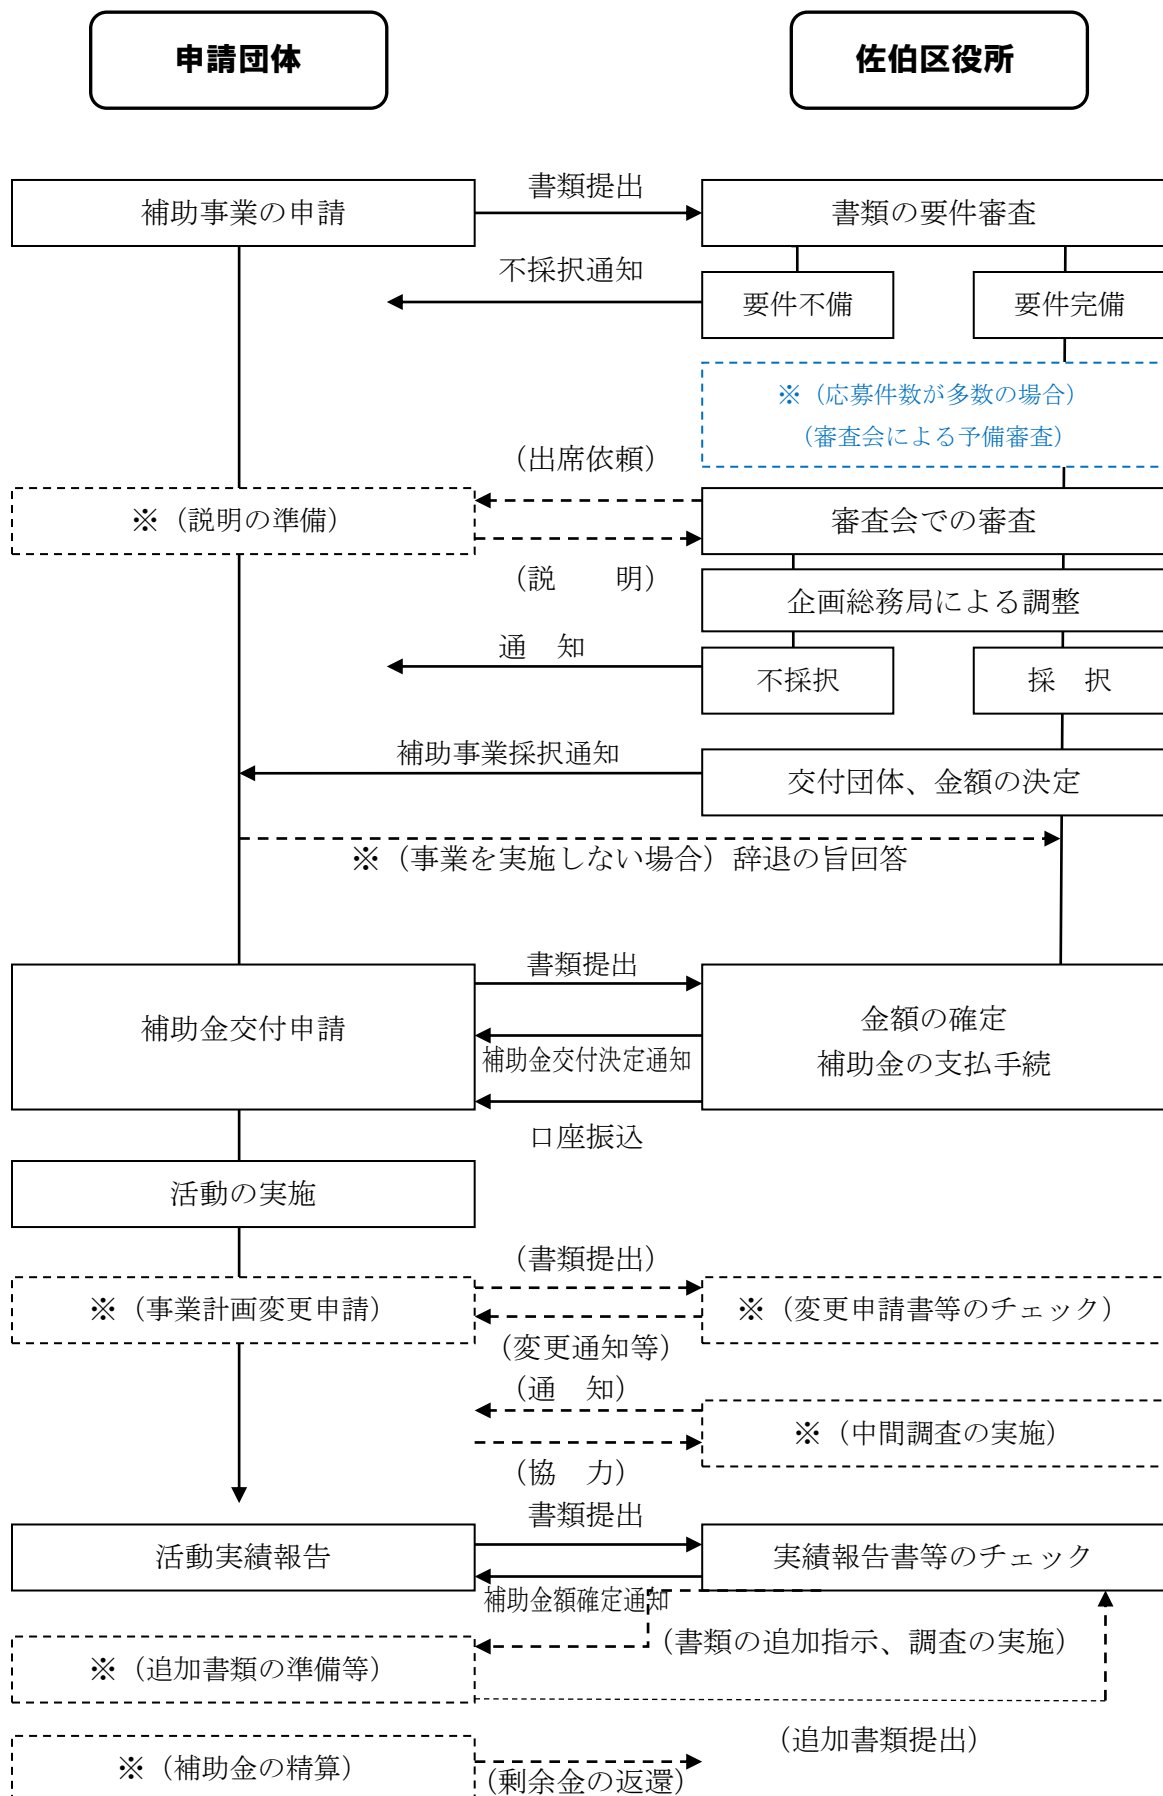 申請団体
佐伯区役所
書類提出
補助事業の申請
書類の要件審査
不採択通知
要件不備
要件完備
※（応募件数が多数の場合）
（審査会による予備審査）
（出席依頼）
※（説明の準備）
審査会での審査
（説　　明）
企画総務局による調整
通　知
不採択
採　択
補助事業採択通知
交付団体、金額の決定
※（事業を実施しない場合）辞退の旨回答
書類提出
補助金交付申請
金額の確定
補助金の支払手続
補助金交付決定通知
口座振込
活動の実施
（書類提出）
※（事業計画変更申請）
※（変更申請書等のチェック）
（変更通知等）
（通　知）
※（中間調査の実施）
（協　力）
書類提出
活動実績報告
実績報告書等のチェック
補助金額確定通知
（書類の追加指示、調査の実施）
※（追加書類の準備等）
（追加書類提出）
※（補助金の精算）
（剰余金の返還）